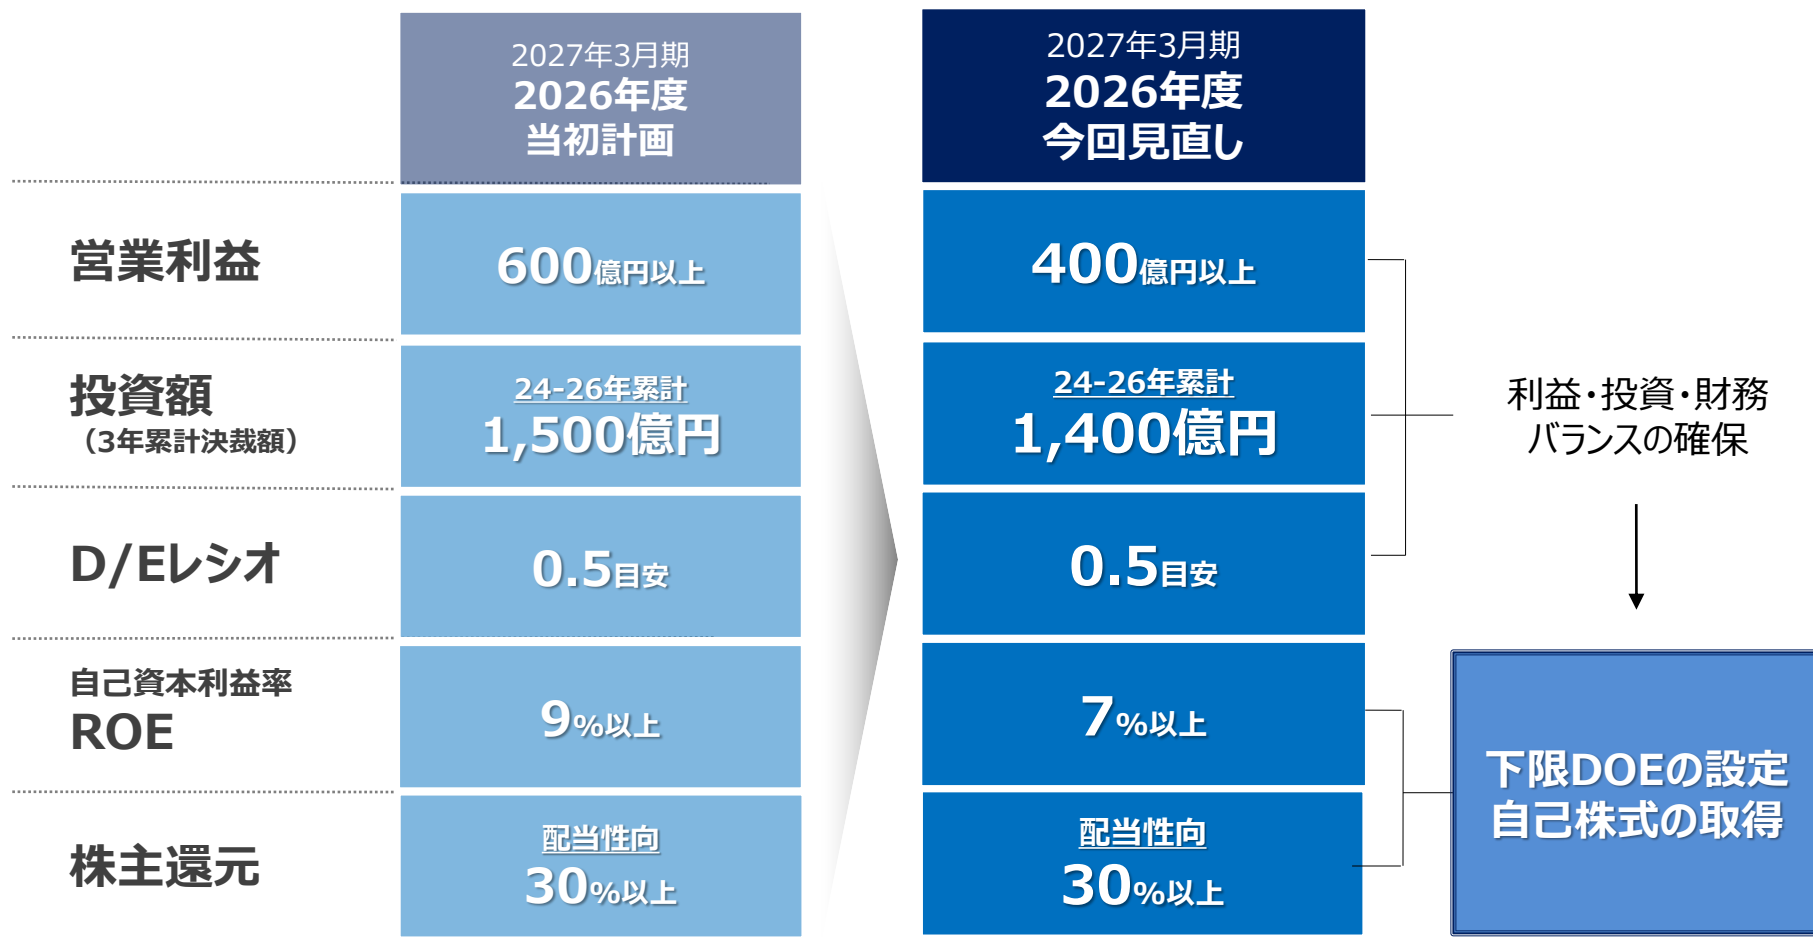 2027年3月期
2026年度
当初計画
2027年3月期
2026年度
今回見直し
営業利益
600億円以上
400億円以上
投資額
（3年累計決裁額）
24-26年累計
1,500億円
24-26年累計
1,400億円
D/Eレシオ
0.5目安
0.5目安
自己資本利益率
ROE
9%以上
7%以上
株主還元
配当性向
30%以上
配当性向
30%以上
利益・投資・財務
バランスの確保
下限DOEの設定
自己株式の取得